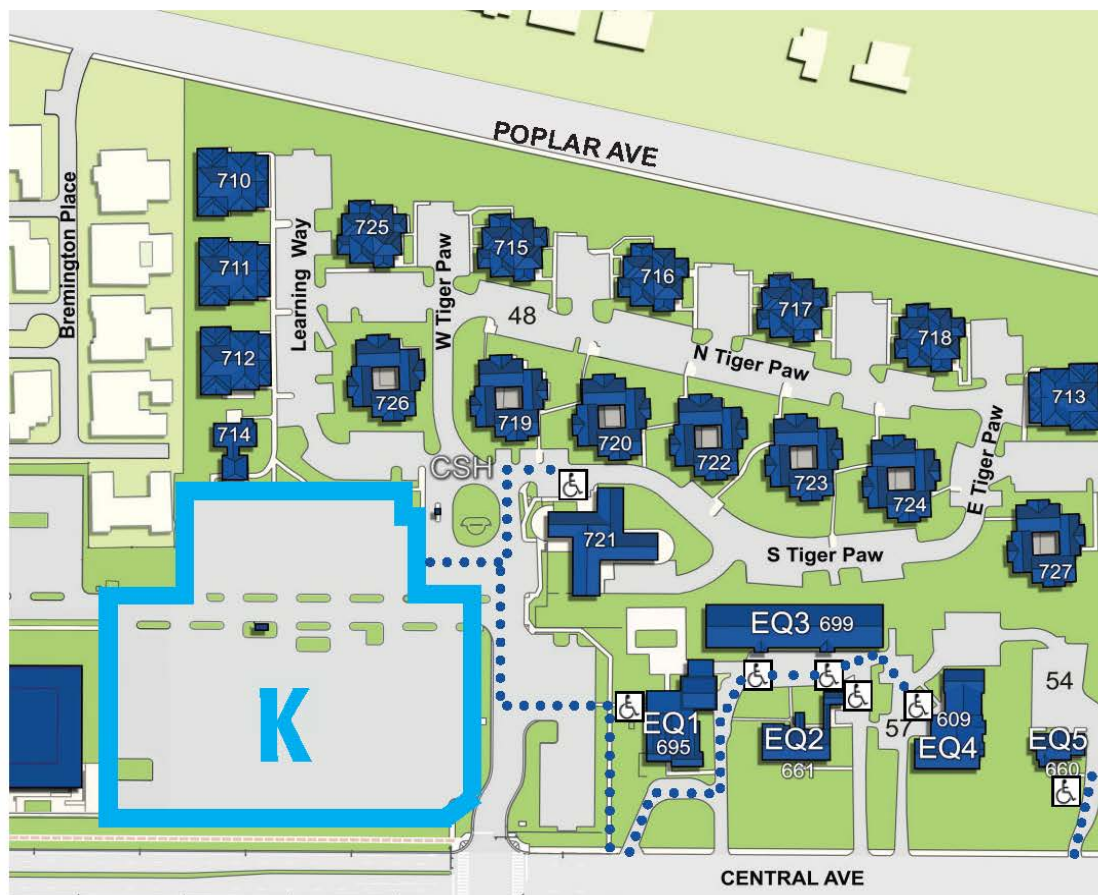 POPLAR AVE
Bremington Place
710
Learning Way
725
W Tiger Paw
715
711
716
717
48
718
712
N Tiger Paw
726
719
713
720
714
722
723
E Tiger Paw
CSH
724
721
S Tiger Paw
727
EQ3 699
54
K
EQ1
695
EQ2
661
57
609
EQ4
EQ5
660
CENTRAL AVE